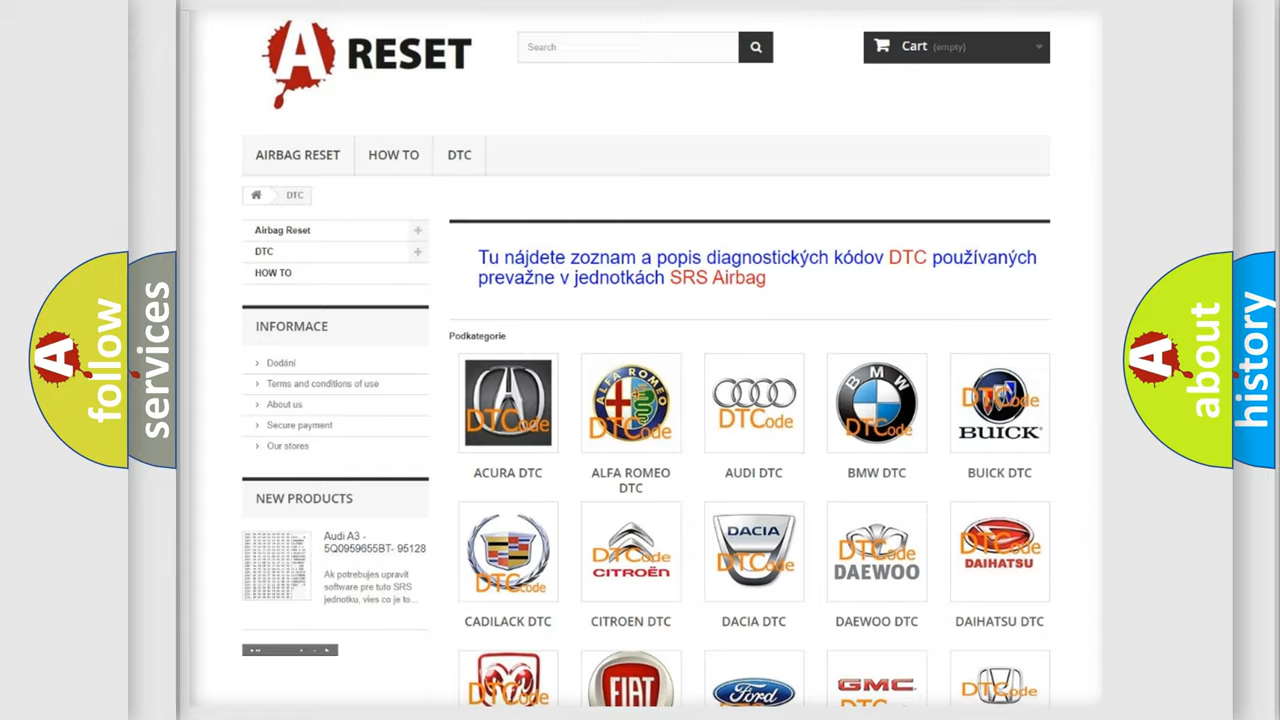 A RESET
Search
Cart (empty)
AIRBAG RESET
HOW TO
DTC
DTC
Airbag Reset
DTC
HOW TO
INFORMACE
Dodání
Terms and conditions of use
About us
Secure payment
Our stores
NEW PRODUCTS
Audi A3 -
5Q0959655BT- 95128
Ak potrebujes upravit
software pre tuto SRS
jednotku, vies co je to...
Tu nájdete zoznam a popis diagnostických kódov DTC používaných
prevažne v jednotkách SRS Airbag
Podkategorie
DTCode
ALFA ROMEO
DTCode
DTCode
BMW
DTCode
DTCode
BUICK
ACURA DTC
ALFA ROMEO
DTC
AUDI DTC
BMW DTC
BUICK DTC
DTCode
DTCode
CITROËN
DACIA
DTCode
DTCode
DAEWOO
DTCode
DAIHATSU
CADILACK DTC
CITROEN DTC
DACIA DTC
DAEWOO DTC
DAIHATSU DTC
DTCode
FIAT
Ford
GMC
DTCode
A follow
services
A about
history